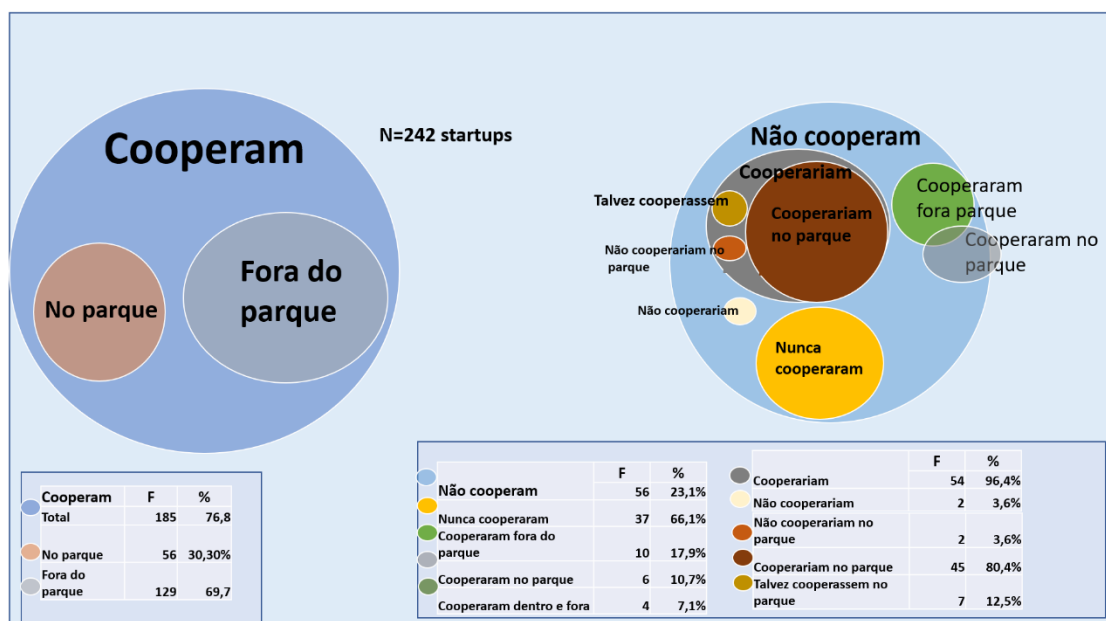 Cooperam
N=242 startups
No parque
Fora do
parque
Não cooperam
Cooperariam
Talvez cooperassem
Cooperariam
no parque
Não cooperariam no
parque
Não cooperariam
Nunca
cooperaram
Cooperaram
fora parque
Cooperaram no
parque
Cooperam F %
Total 185 76,8
No parque 56 30,30%
Fora do
parque 129 69,7
F %
Não cooperam 56 23,1%
Nunca cooperaram 37 66,1%
Cooperaram fora do
parque 10 17,9%
Cooperaram no parque 6 10,7%
Cooperaram dentro e fora 4 7,1%
F %
Cooperariam 54 96,4%
Não cooperariam 2 3,6%
Não cooperariam no
parque 2 3,6%
Cooperariam no parque 45 80,4%
Talvez cooperassem no
parque 7 12,5%